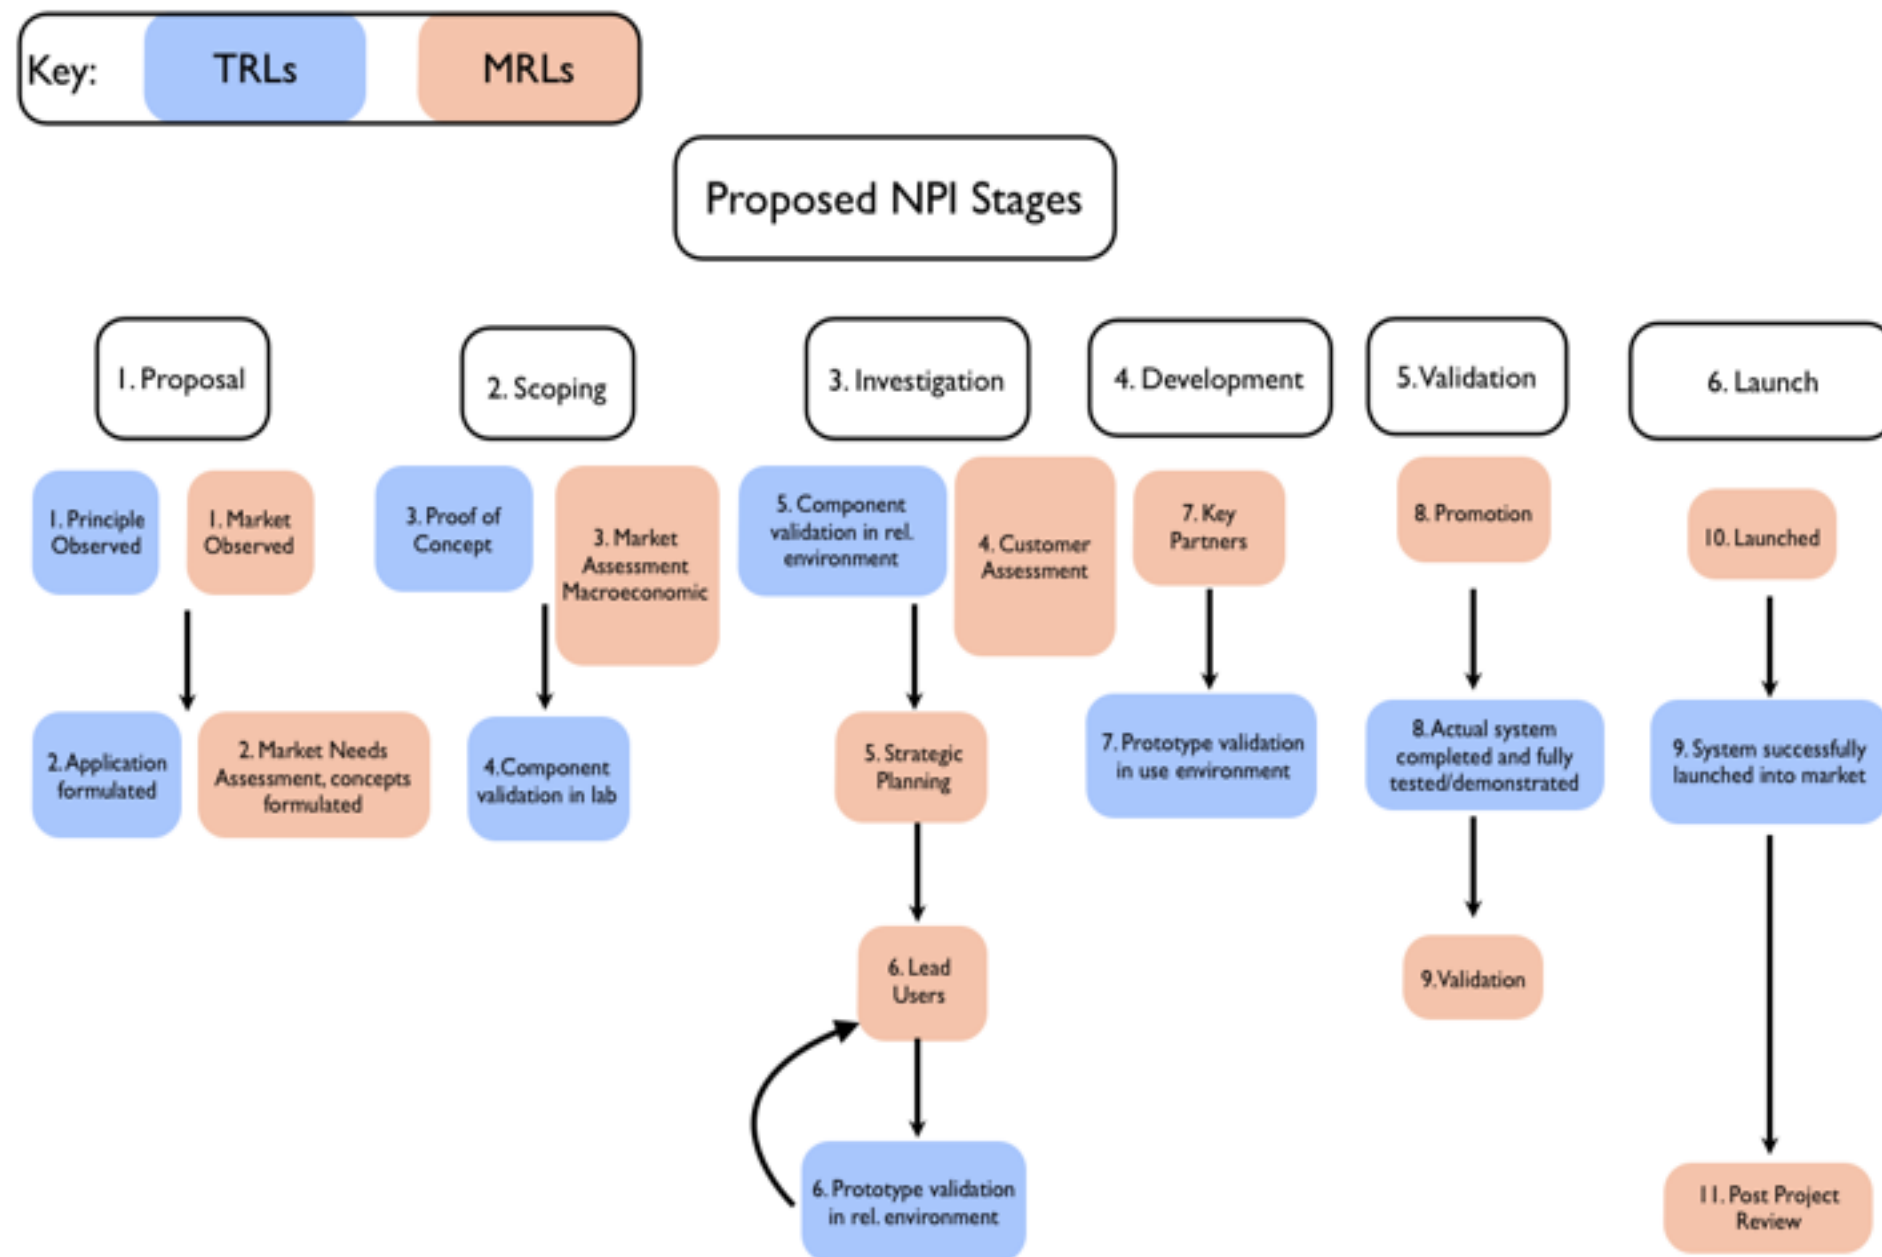 Key:
TRLs
MRLs
Proposed NPI Stages
1. Proposal
2. Scoping
3. Investigation
4. Development
5. Validation
6. Launch
1. Principle
Observed
1. Market
Observed
3. Proof of
Concept
3. Market
Assessment
Macroeconomic
5. Component
validation in rel.
environment
4. Customer
Assessment
7. Key
Partners
8. Promotion
10. Launched
2. Application
formulated
2. Market Needs
Assessment, concepts
formulated
4. Component
validation in lab
5. Strategic
Planning
7. Prototype validation
in use environment
8. Actual system
completed and fully
tested/demonstrated
9. System successfully
launched into market
6. Lead
Users
9. Validation
6. Prototype validation
in rel. environment
11. Post Project
Review